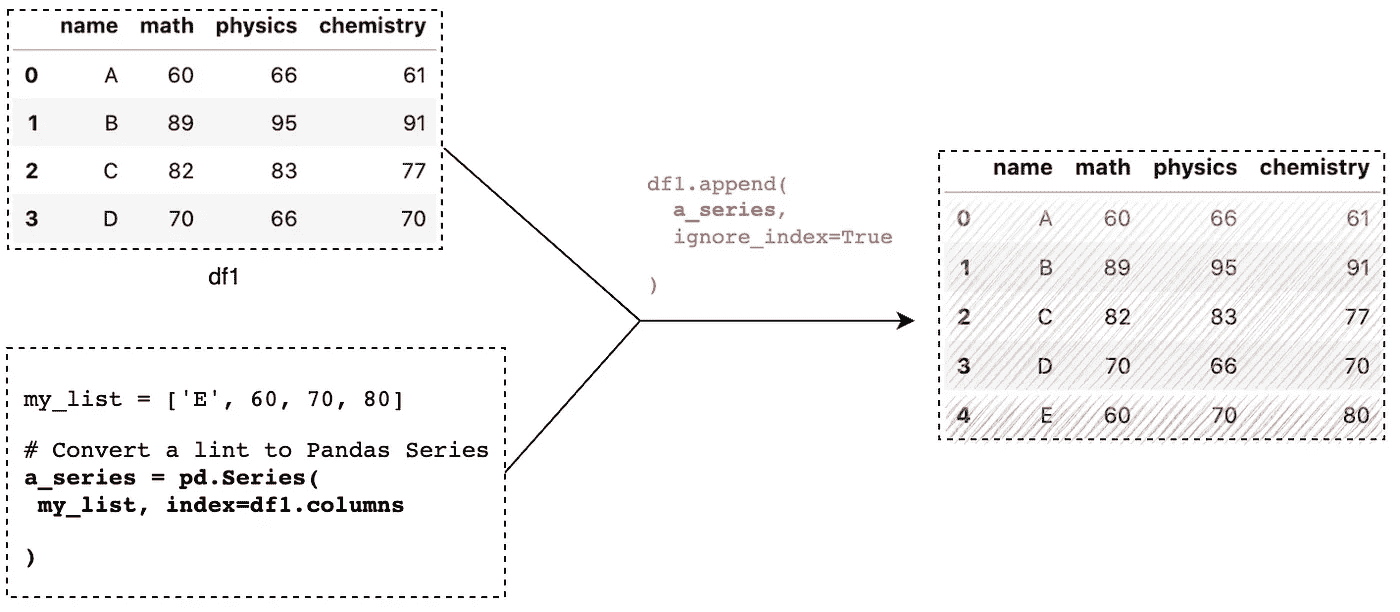 name math physics chemistry
0 A 60 66 61
1 B 89 95 91
2 C 82 83 77
3 D 70 66 70
df1
my_list = ['E', 60, 70, 80]
# Convert a lint to Pandas Series
a_series = pd.Series(
my_list, index=df1.columns
)
df1.append(
a_series,
ignore_index=True
)
name math physics chemistry
0 A 60 66 61
1 B 89 95 91
2 C 82 83 77
3 D 70 66 70
4 E 60 70 80